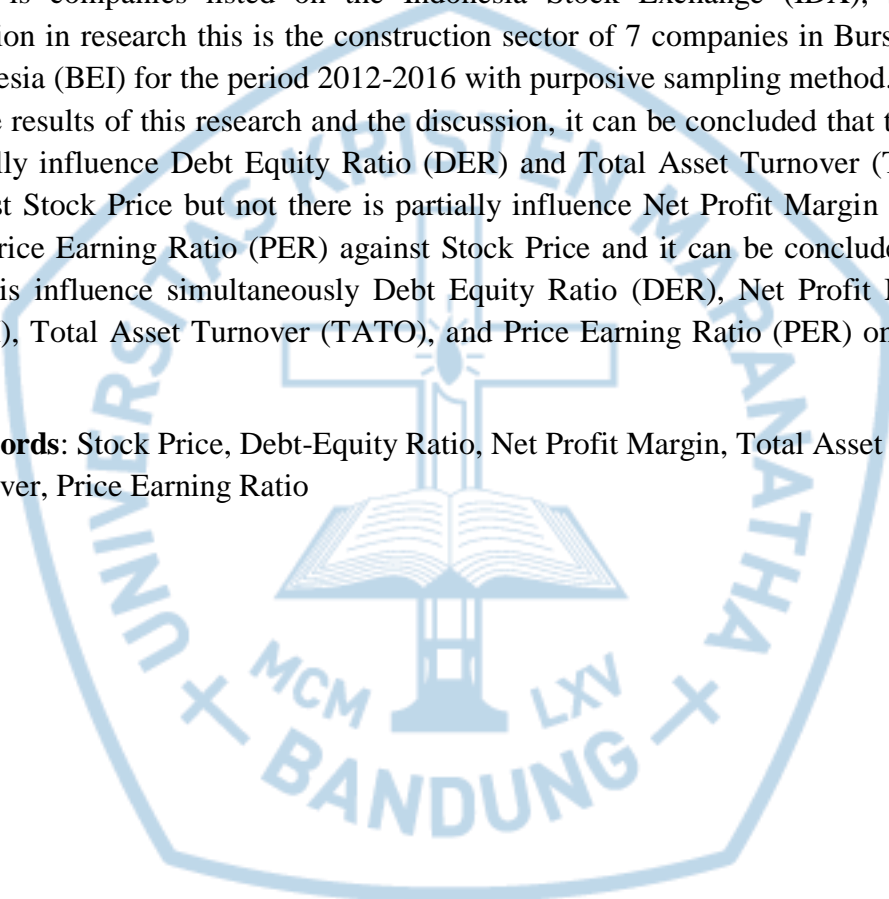 is companies listed on the Indonesia Stock Exchange (IDX),
ion in research this is the construction sector of 7 companies in Burs
nesia (BEI) for the period 2012-2016 with purposive sampling method.
e results of this research and the discussion, it can be concluded that t
lly influence Debt Equity Ratio (DER) and Total Asset Turnover (T
st Stock Price but not there is partially influence Net Profit Margin
rice Earning Ratio (PER) against Stock Price and it can be conclude
is influence simultaneously Debt Equity Ratio (DER), Net Profit
), Total Asset Turnover (TATO), and Price Earning Ratio (PER) on
ords: Stock Price, Debt-Equity Ratio, Net Profit Margin, Total Asset
ver, Price Earning Ratio
UNIVERSITAS KRISTEN MARANATHA
MCM LXV
BANDUNG